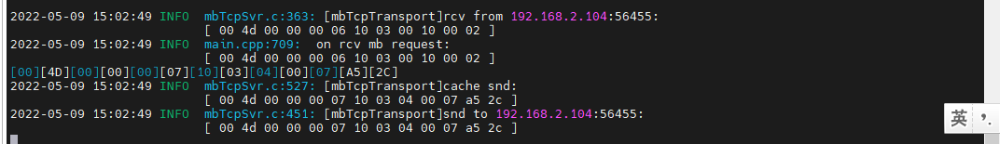 2022-05-09 15:02:49 INFO  mbTcpSvr.c:363: [mbTcpTransport]rcv from 192.168.2.104:56455:
[ 00 4d 00 00 00 06 10 03 00 10 00 02 ]
2022-05-09 15:02:49 INFO  main.cpp:709:  on rcv mb request:
[ 00 4d 00 00 00 06 10 03 00 10 00 02 ]
[00][4D][00][00][00][07][10][03][04][00][07][A5][2C]
2022-05-09 15:02:49 INFO  mbTcpSvr.c:527: [mbTcpTransport]cache snd:
[ 00 4d 00 00 00 07 10 03 04 00 07 a5 2c ]
2022-05-09 15:02:49 INFO  mbTcpSvr.c:451: [mbTcpTransport]snd to 192.168.2.104:56455:
[ 00 4d 00 00 00 07 10 03 04 00 07 a5 2c ]
英